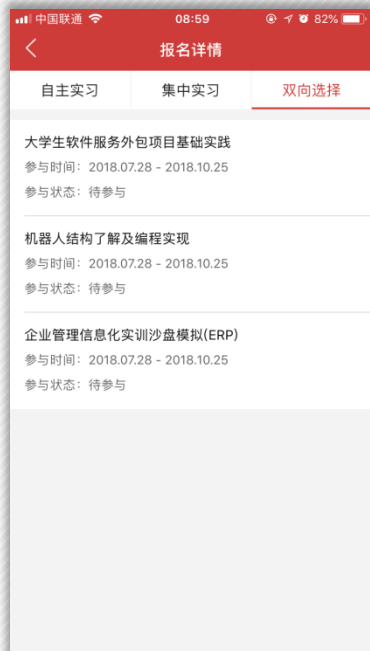 中国联通 08:59 82%
报名详情
自主实习 集中实习 双向选择
大学生软件服务外包项目基础实践
参与时间：2018.07.28 - 2018.10.25
参与状态：待参与
机器人结构了解及编程实现
参与时间：2018.07.28 - 2018.10.25
参与状态：待参与
企业管理信息化实训沙盘模拟(ERP)
参与时间：2018.07.28 - 2018.10.25
参与状态：待参与